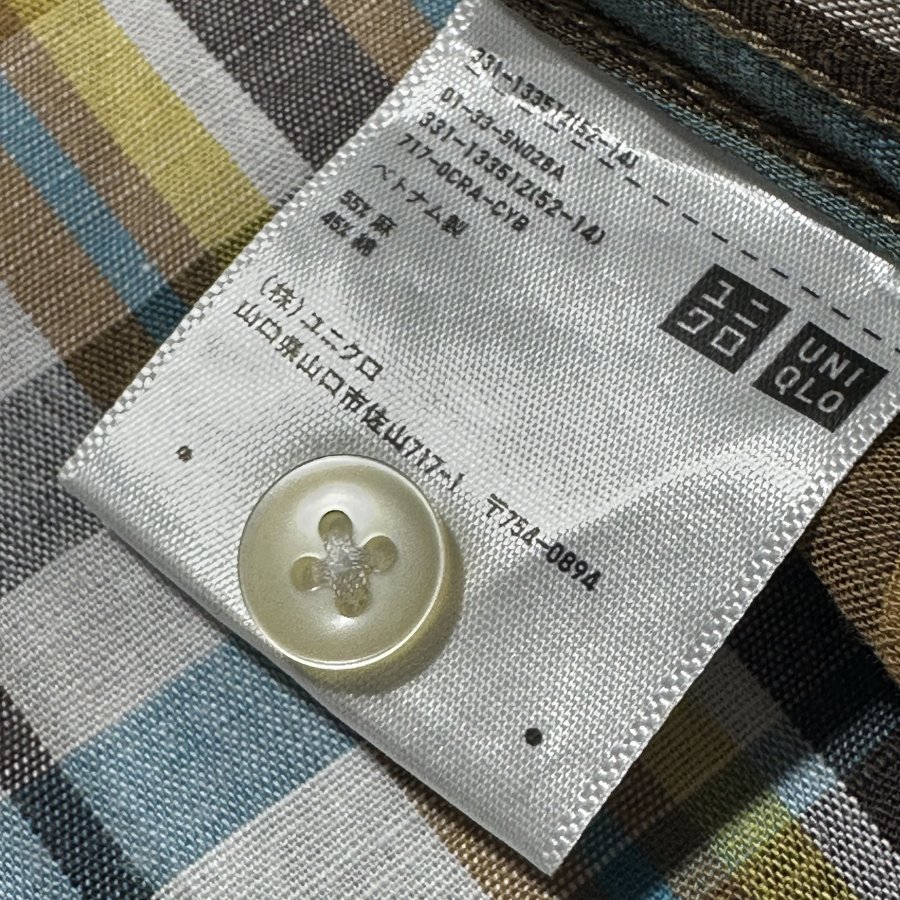 331-133512(52-14)
01-33-SN02BA
331-133512(52-14)
717-0CRA-CYB
ベトナム製
55% 麻
45% 綿
(株)ユニクロ
山口県山口市佐山717-1 〒754-0894
ユニ
クロ
UNI
QLO